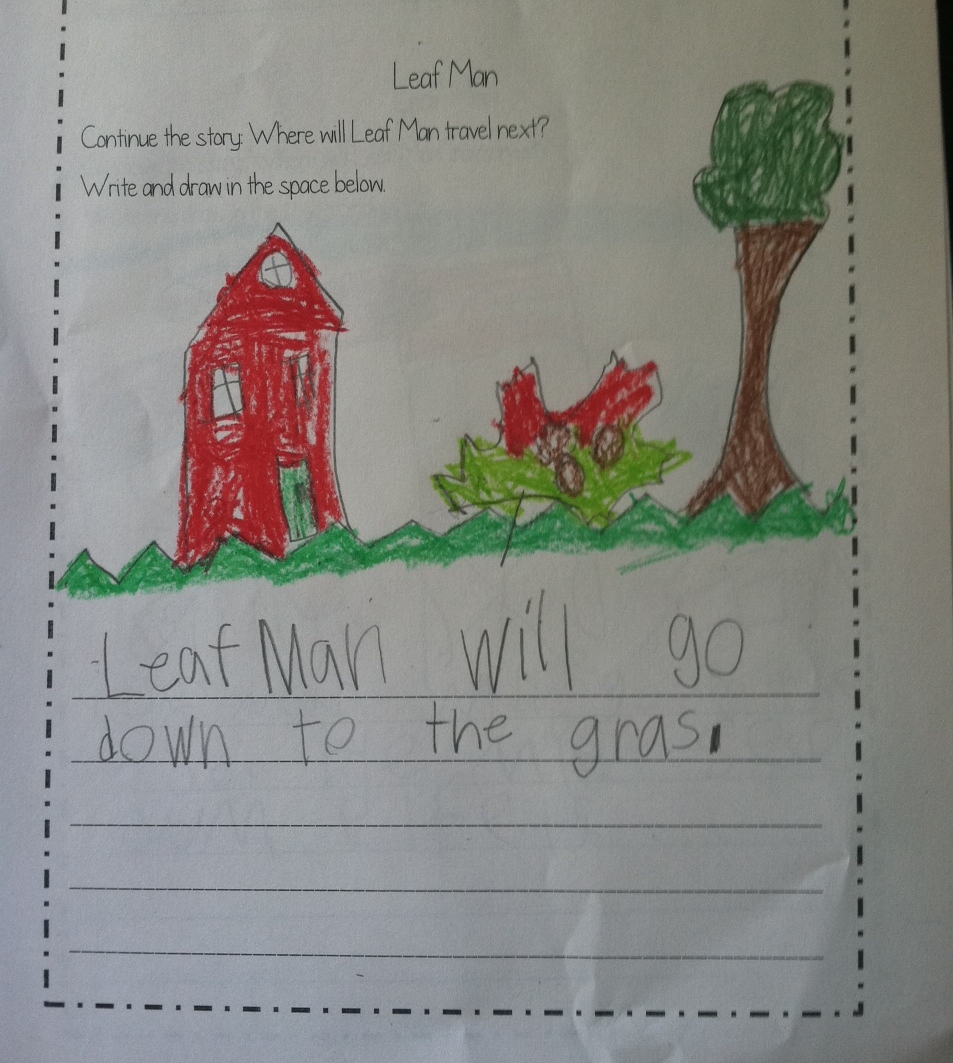 Leaf Man
Continue the story: Where will Leaf Man travel next?
Write and draw in the space below.
Leaf Man will go
down to the gras.